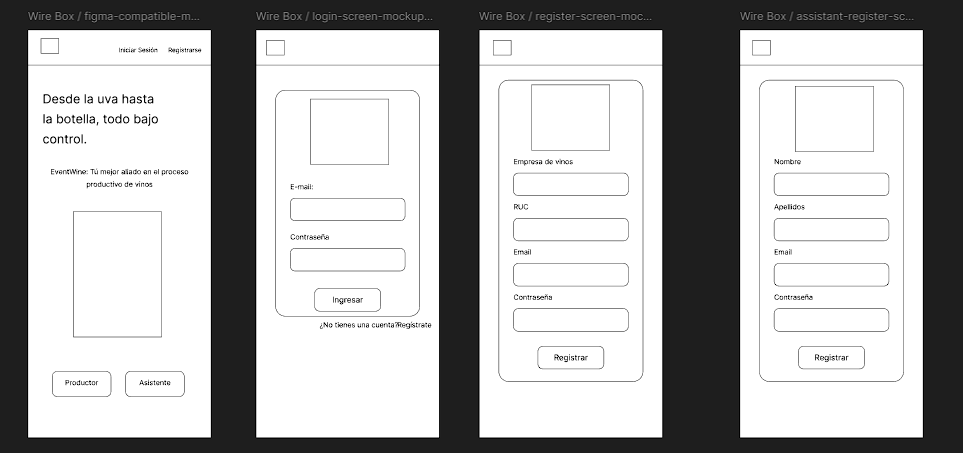 Wire Box / figma-compatible-m...
Iniciar Sesión
Registrarse
Desde la uva hasta
la botella, todo bajo
control.
EventWine: Tú mejor aliado en el proceso
productivo de vinos
Productor
Asistente
Wire Box / login-screen-mockup...
E-mail:
Contraseña
Ingresar
¿No tienes una cuenta?Regístrate
Wire Box / register-screen-moc...
Empresa de vinos
RUC
Email
Contraseña
Registrar
Wire Box / assistant-register-sc...
Nombre
Apellidos
Email
Contraseña
Registrar